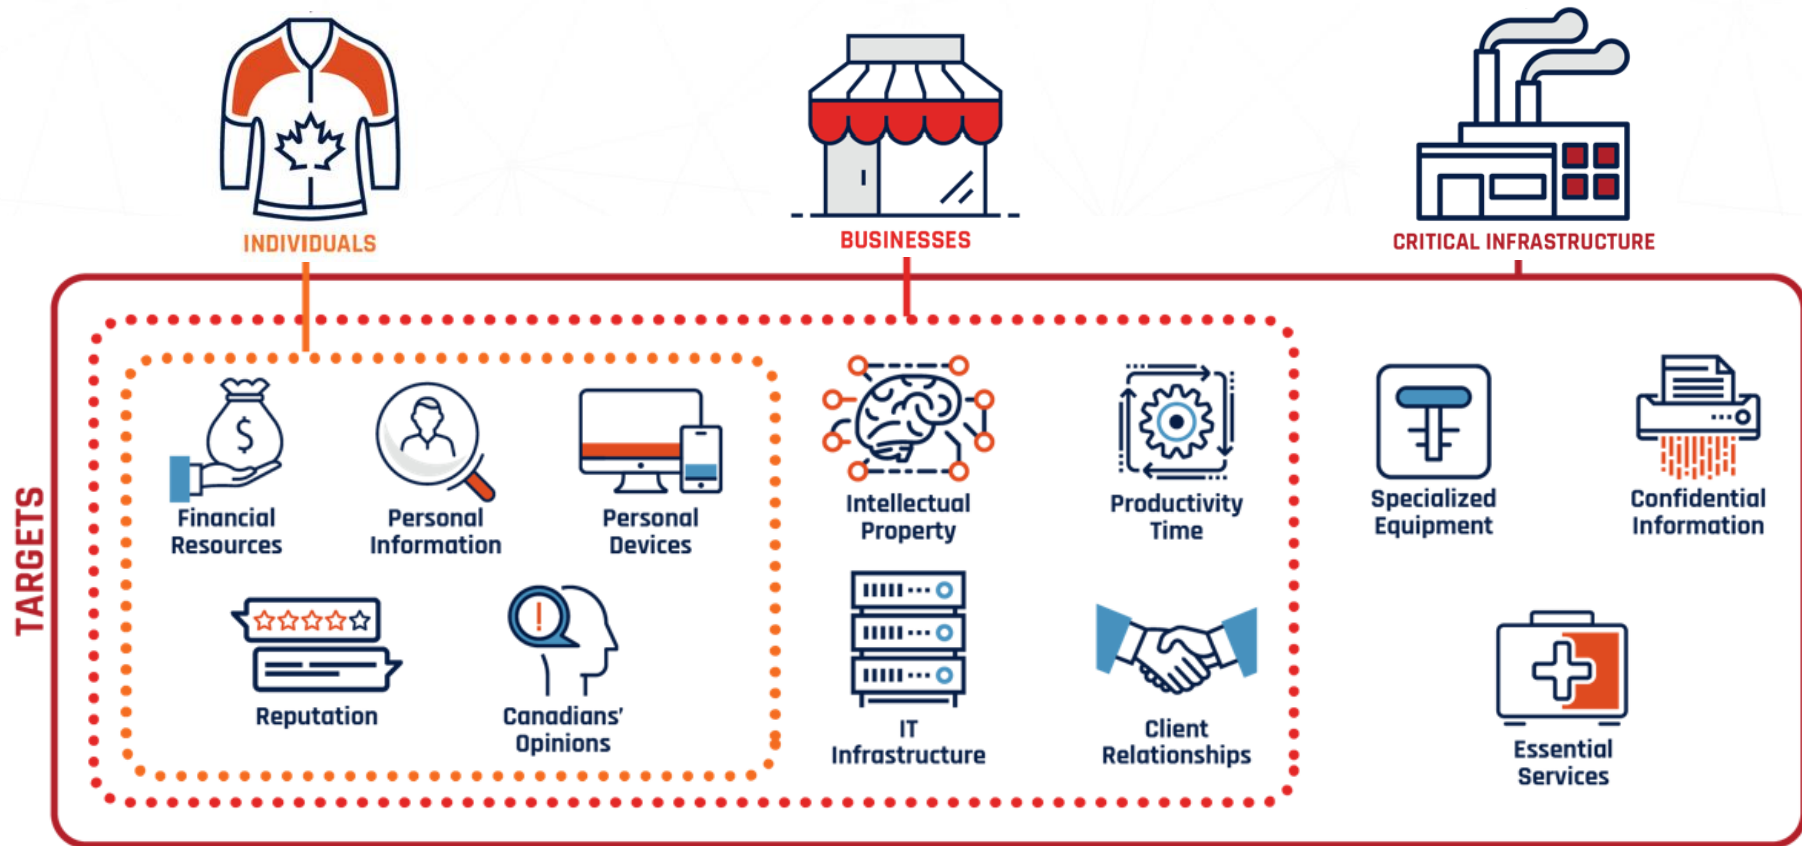 INDIVIDUALS
BUSINESSES
CRITICAL INFRASTRUCTURE
TARGETS
$
Financial
Resources
Personal
Information
Personal
Devices
Intellectual
Property
Productivity
Time
Specialized
Equipment
Confidential
Information
Reputation
!
Canadians’
Opinions
IT
Infrastructure
Client
Relationships
Essential
Services